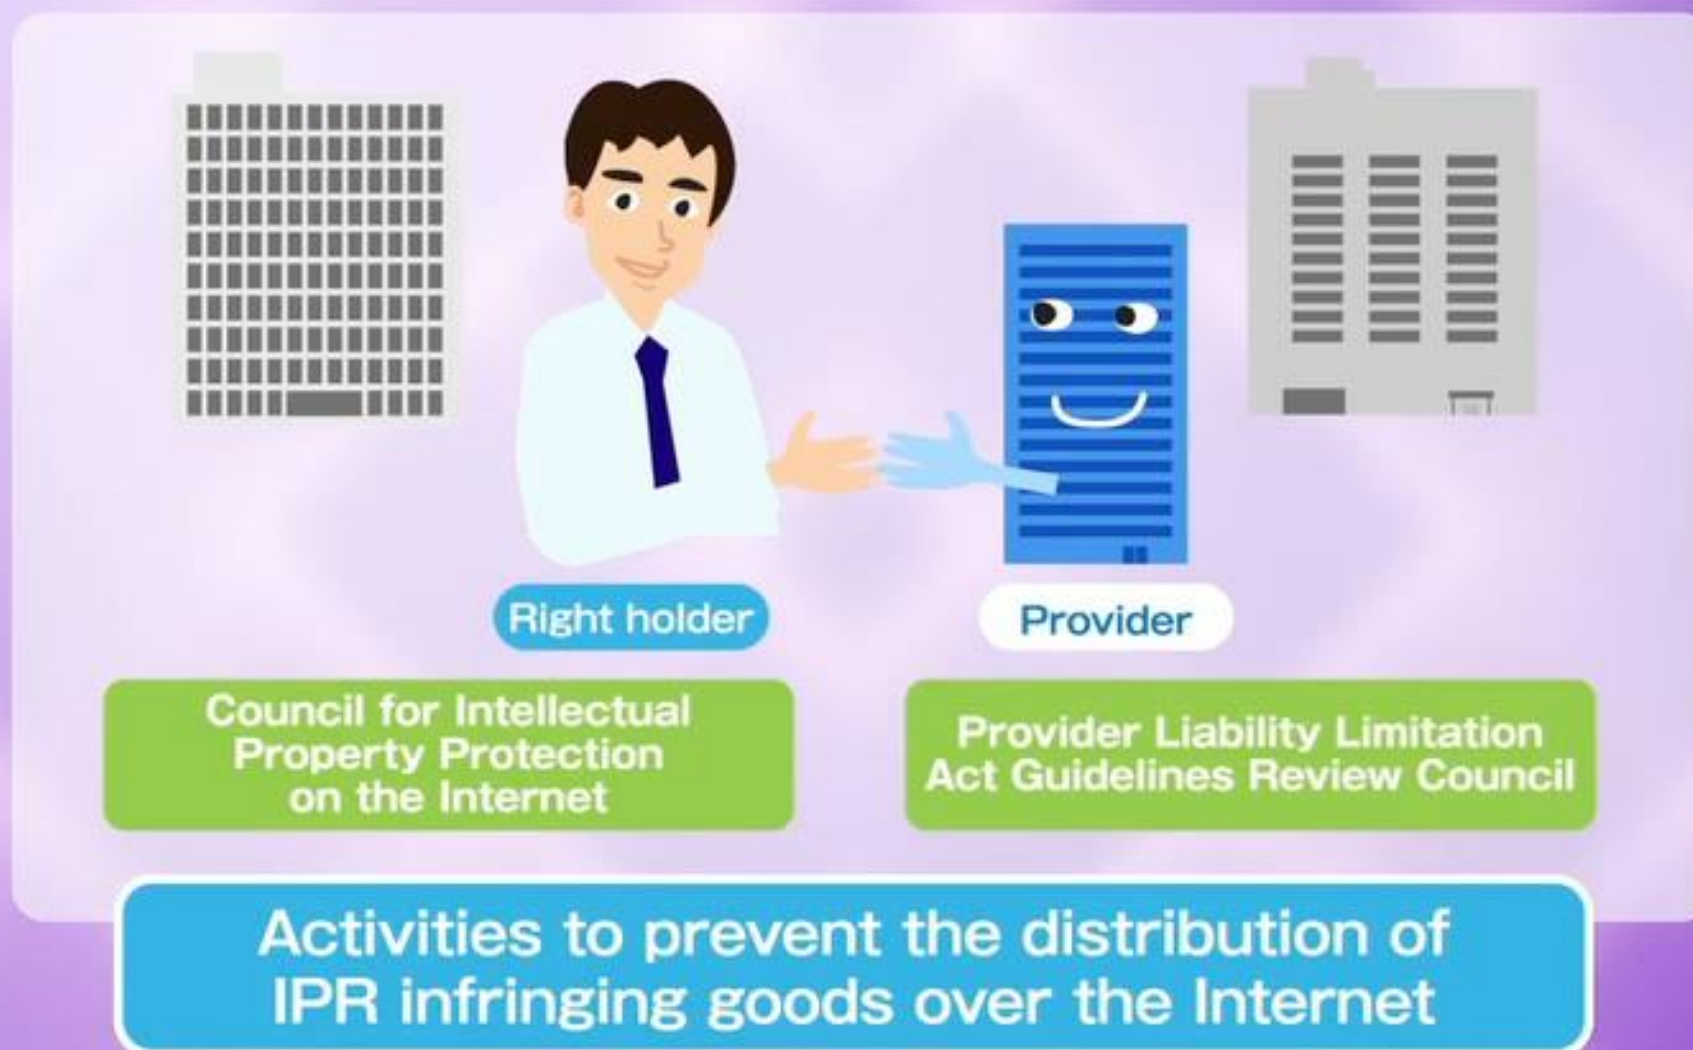 Right holder
Provider
Council for Intellectual
Property Protection
on the Internet
Provider Liability Limitation
Act Guidelines Review Council
Activities to prevent the distribution of
IPR infringing goods over the Internet